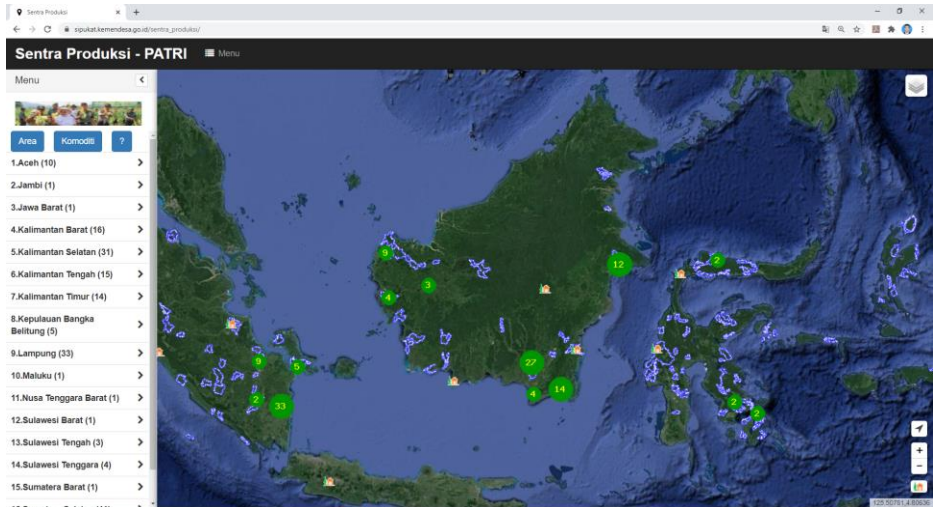 Sentra Produksi
sipukat.kemendesa.go.id/sentra_produksi/
Sentra Produksi - PATRI
Menu
Menu
Area
Komoditi
?
1.Aceh (10)
2.Jambi (1)
3.Jawa Barat (1)
4.Kalimantan Barat (16)
5.Kalimantan Selatan (31)
6.Kalimantan Tengah (15)
7.Kalimantan Timur (14)
8.Kepulauan Bangka
Belitung (5)
9.Lampung (33)
10.Maluku (1)
11.Nusa Tenggara Barat (1)
12.Sulawesi Barat (1)
13.Sulawesi Tengah (3)
14.Sulawesi Tenggara (4)
15.Sumatera Barat (1)
9
12
2
3
4
27
9
5
14
4
2
33
2
2
+
-